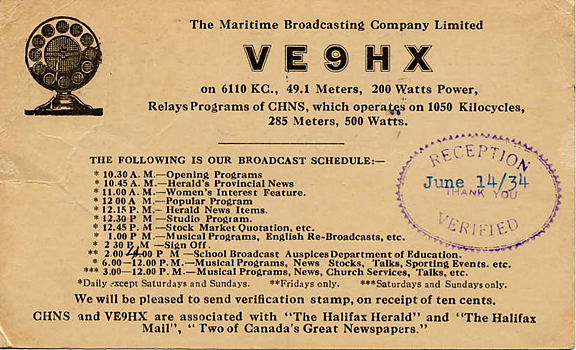 The Maritime Broadcasting Company Limited
VE9HX
on 6110 KC., 49.1 Meters, 200 Watts Power,
Relays Programs of CHNS, which operates on 1050 Kilocycles,
285 Meters, 500 Watts.
THE FOLLOWING IS OUR BROADCAST SCHEDULE:—
* 10.30 A. M.—Opening Programs
* 10.45 A. M.—Herald's Provincial News
* 11.00 A. M.—Women's Interest Feature.
* 12 00 A M.—Popular Program
* 12.15 P. M.— Herald News Items.
* 12.30 P M.—Studio Program.
* 12.45 P. M.—Stock Market Quotation, etc.
* 1.00 P M.—Musical Programs, English Re-Broadcasts, etc.
* 2 30 P. M —Sign Off.
** 2.00 4.00 P M —School Broadcast Auspices Department of Education.
* 6.00—12.00 P. M.—Musical Programs, News Stocks, Talks, Sporting Events. etc.
*** 3.00—12.00 P. M.—Musical Programs, News, Church Services, Talks, etc.
*Daily except Saturdays and Sundays. **Fridays only. ***Saturdays and Sundays only.
We will be pleased to send verification stamp, on receipt of ten cents.
CHNS and VE9HX are associated with "The Halifax Herald" and "The Halifax
Mail", " Two of Canada's Great Newspapers."
RECEPTION
June 14/34
THANK YOU
VERIFIED